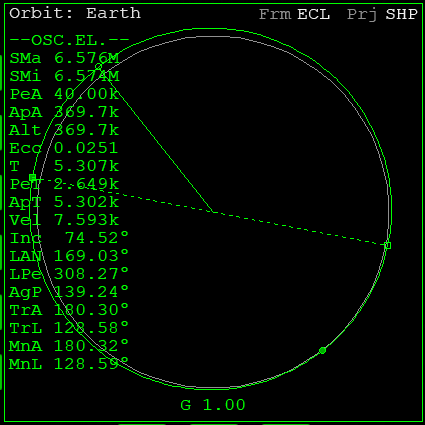 Orbit: Earth Frm ECL Prj SHP
--OSC.EL.--
SMa 6.576M
SMi 6.574M
PeA 40.00k
ApA 369.7k
Alt 369.7k
Ecc 0.0251
T 5.307k
PeT 2.649k
ApT 5.302k
Vel 7.593k
Inc 74.52°
LAN 169.03°
LPe 308.27°
AgP 139.24°
TrA 180.30°
TrL 128.58°
MnA 180.32°
MnL 128.59°
G 1.00